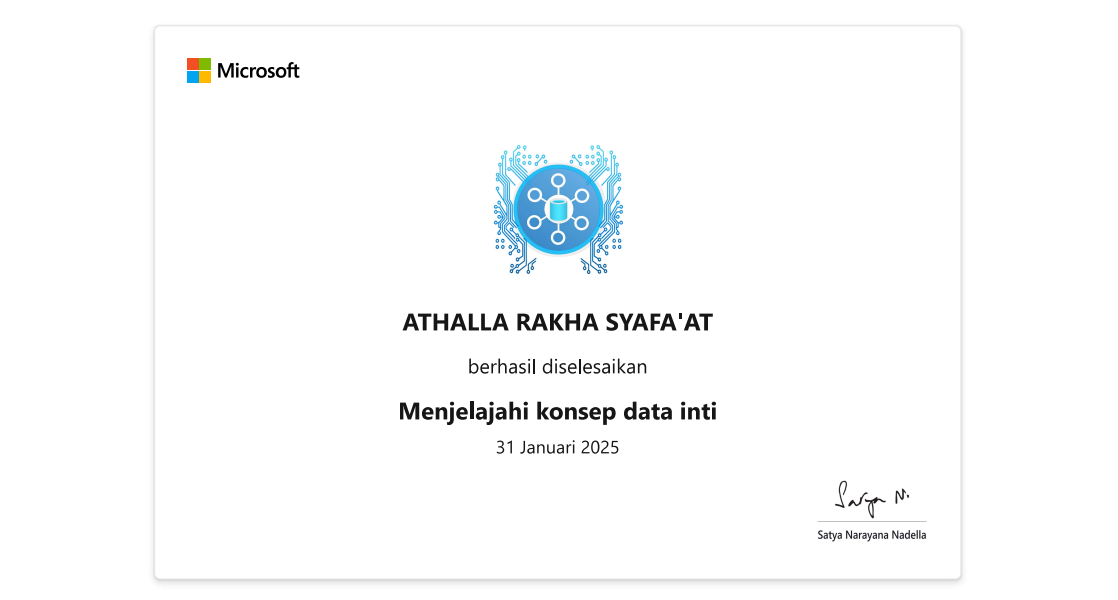 Microsoft
ATHALLA RAKHA SYAFA'AT
berhasil diselesaikan
Menjelajahi konsep data inti
31 Januari 2025
Satya N.
Satya Narayana Nadella